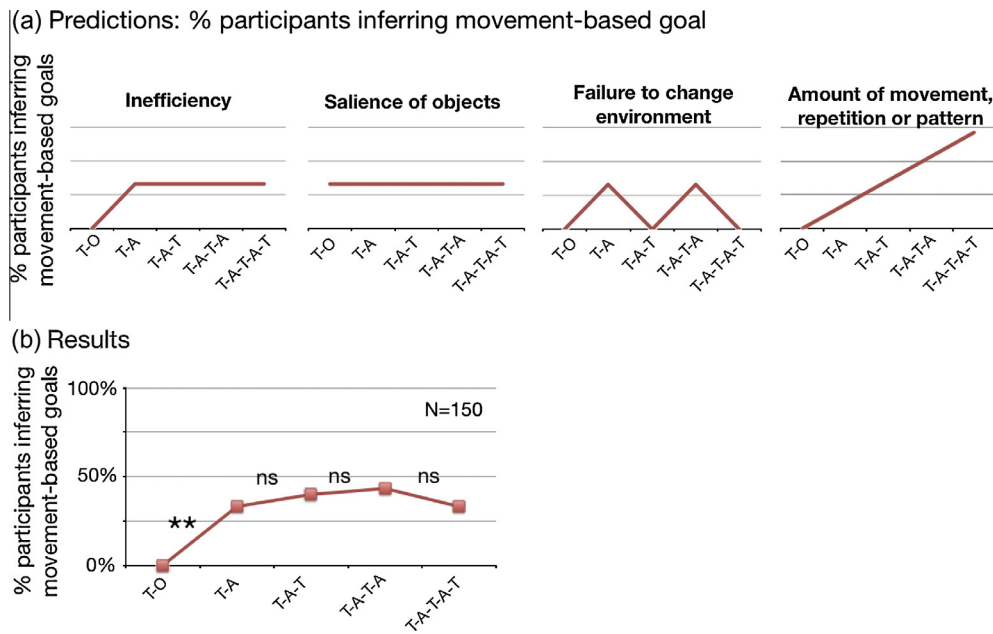 (a) Predictions: % participants inferring movement-based goal
% participants inferring
movement-based goals
Inefficiency
T-O
T-A
T-A-T
T-A-T-A
T-A-T-A-T
Salience of objects
T-O
T-A
T-A-T
T-A-T-A
T-A-T-A-T
Failure to change
environment
T-O
T-A
T-A-T
T-A-T-A
T-A-T-A-T
Amount of movement,
repetition or pattern
T-O
T-A
T-A-T
T-A-T-A
T-A-T-A-T
(b) Results
% participants inferring
movement-based goals
100%
50%
0%
N=150
**
ns
ns
ns
T-O
T-A
T-A-T
T-A-T-A
T-A-T-A-T